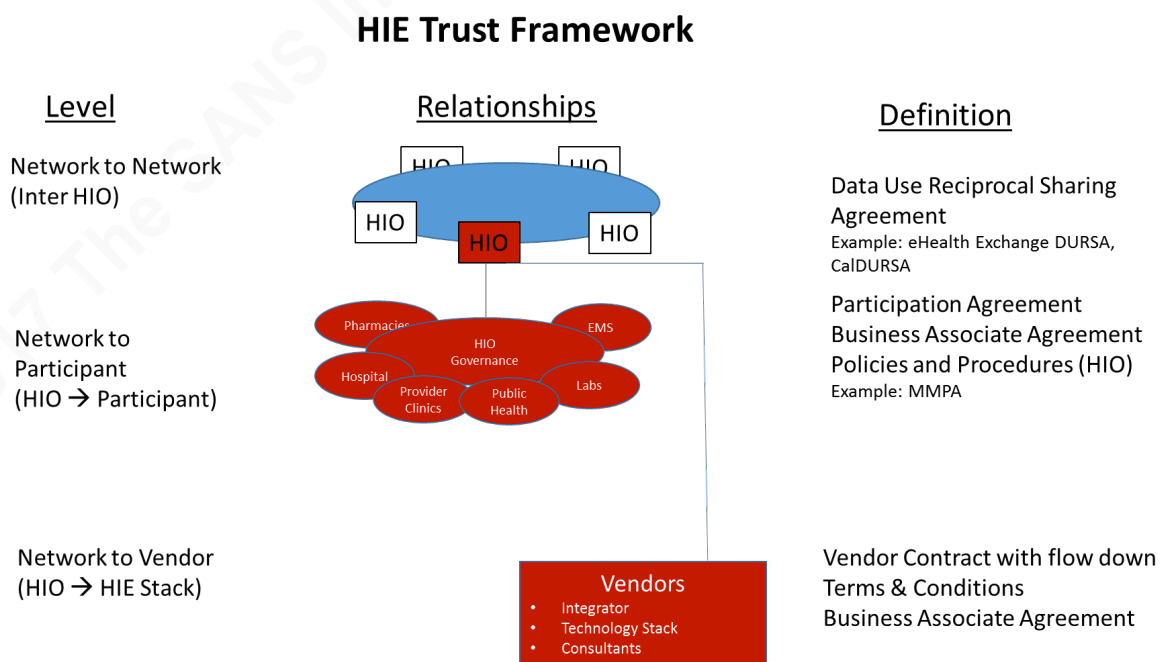 HIE Trust Framework
Level
Relationships
Definition
Network to Network
(Inter HIO)
HIO
HIO
HIO
HIO
HIO
Data Use Reciprocal Sharing
Agreement
Example: eHealth Exchange DURSA,
CalDURSA
Network to
Participant
(HIO → Participant)
Pharmacies
EMS
HIO
Governance
Hospital
Labs
Provider
Clinics
Public
Health
Participation Agreement
Business Associate Agreement
Policies and Procedures (HIO)
Example: MMPA
Network to Vendor
(HIO → HIE Stack)
Vendors
• Integrator
• Technology Stack
• Consultants
Vendor Contract with flow down
Terms & Conditions
Business Associate Agreement
The SANS